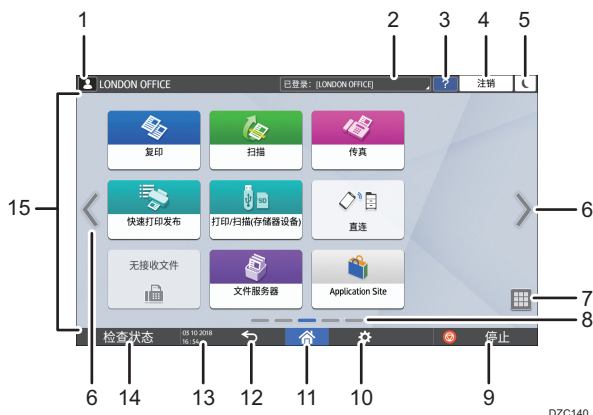 1 2 3 4 5
LONDON OFFICE 已登录: [LONDON OFFICE] ? 注销
复印 扫描 传真
15 6
快速打印发布 打印/扫描(存储器设备) 直连
SD
无接收文件
7
文件服务器 Application Site
8
检查状态 03 10 2018 停止
16 : 54
6 14 13 12 11 10 9
DZC140